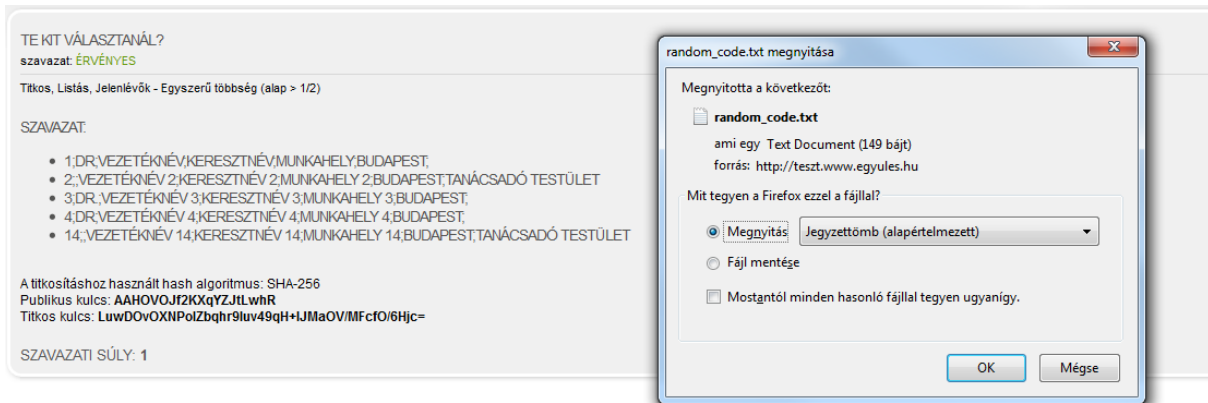 TE KIT VÁLASZTANÁL?
szavazat: ÉRVÉNYES
Titkos, Listás, Jelenlévők - Egyszerű többség (alap > 1/2)
SZAVAZAT:
1;DR;VEZETÉKNÉV;KERESZTNÉV;MUNKAHELY;BUDAPEST;
2;;VEZETÉKNÉV 2;KERESZTNÉV 2;MUNKAHELY 2;BUDAPEST;TANÁCSADÓ TESTÜLET
3;DR.;VEZETÉKNÉV 3;KERESZTNÉV 3;MUNKAHELY 3;BUDAPEST;
4;DR;VEZETÉKNÉV 4;KERESZTNÉV 4;MUNKAHELY 4;BUDAPEST;
14;;VEZETÉKNÉV 14;KERESZTNÉV 14;MUNKAHELY 14;BUDAPEST;TANÁCSADÓ TESTÜLET
A titkosításhoz használt hash algoritmus: SHA-256
Publikus kulcs: AAHOVOJf2KXqYZJtLwhR
Titkos kulcs: LuwDOvOXNPolZbqhr9Iuv49qH+IJMaOV/MFcfO/6Hjc=
SZAVAZATI SÚLY: 1
random_code.txt megnyitása
Megnyitotta a következőt:
random_code.txt
ami egy Text Document (149 bájt)
forrás: http://teszt.www.egyules.hu
Mit tegyen a Firefox ezzel a fájllal?
Megnyitás Jegyzettömb (alapértelmezett)
Fájl mentése
Mostantól minden hasonló fájllal tegyen ugyanígy.
OK Mégse